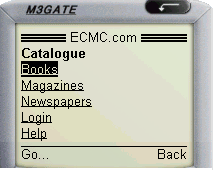 M3GATE
ECMC.com
Catalogue
Books
Magazines
Newspapers
Login
Help
Go... Back